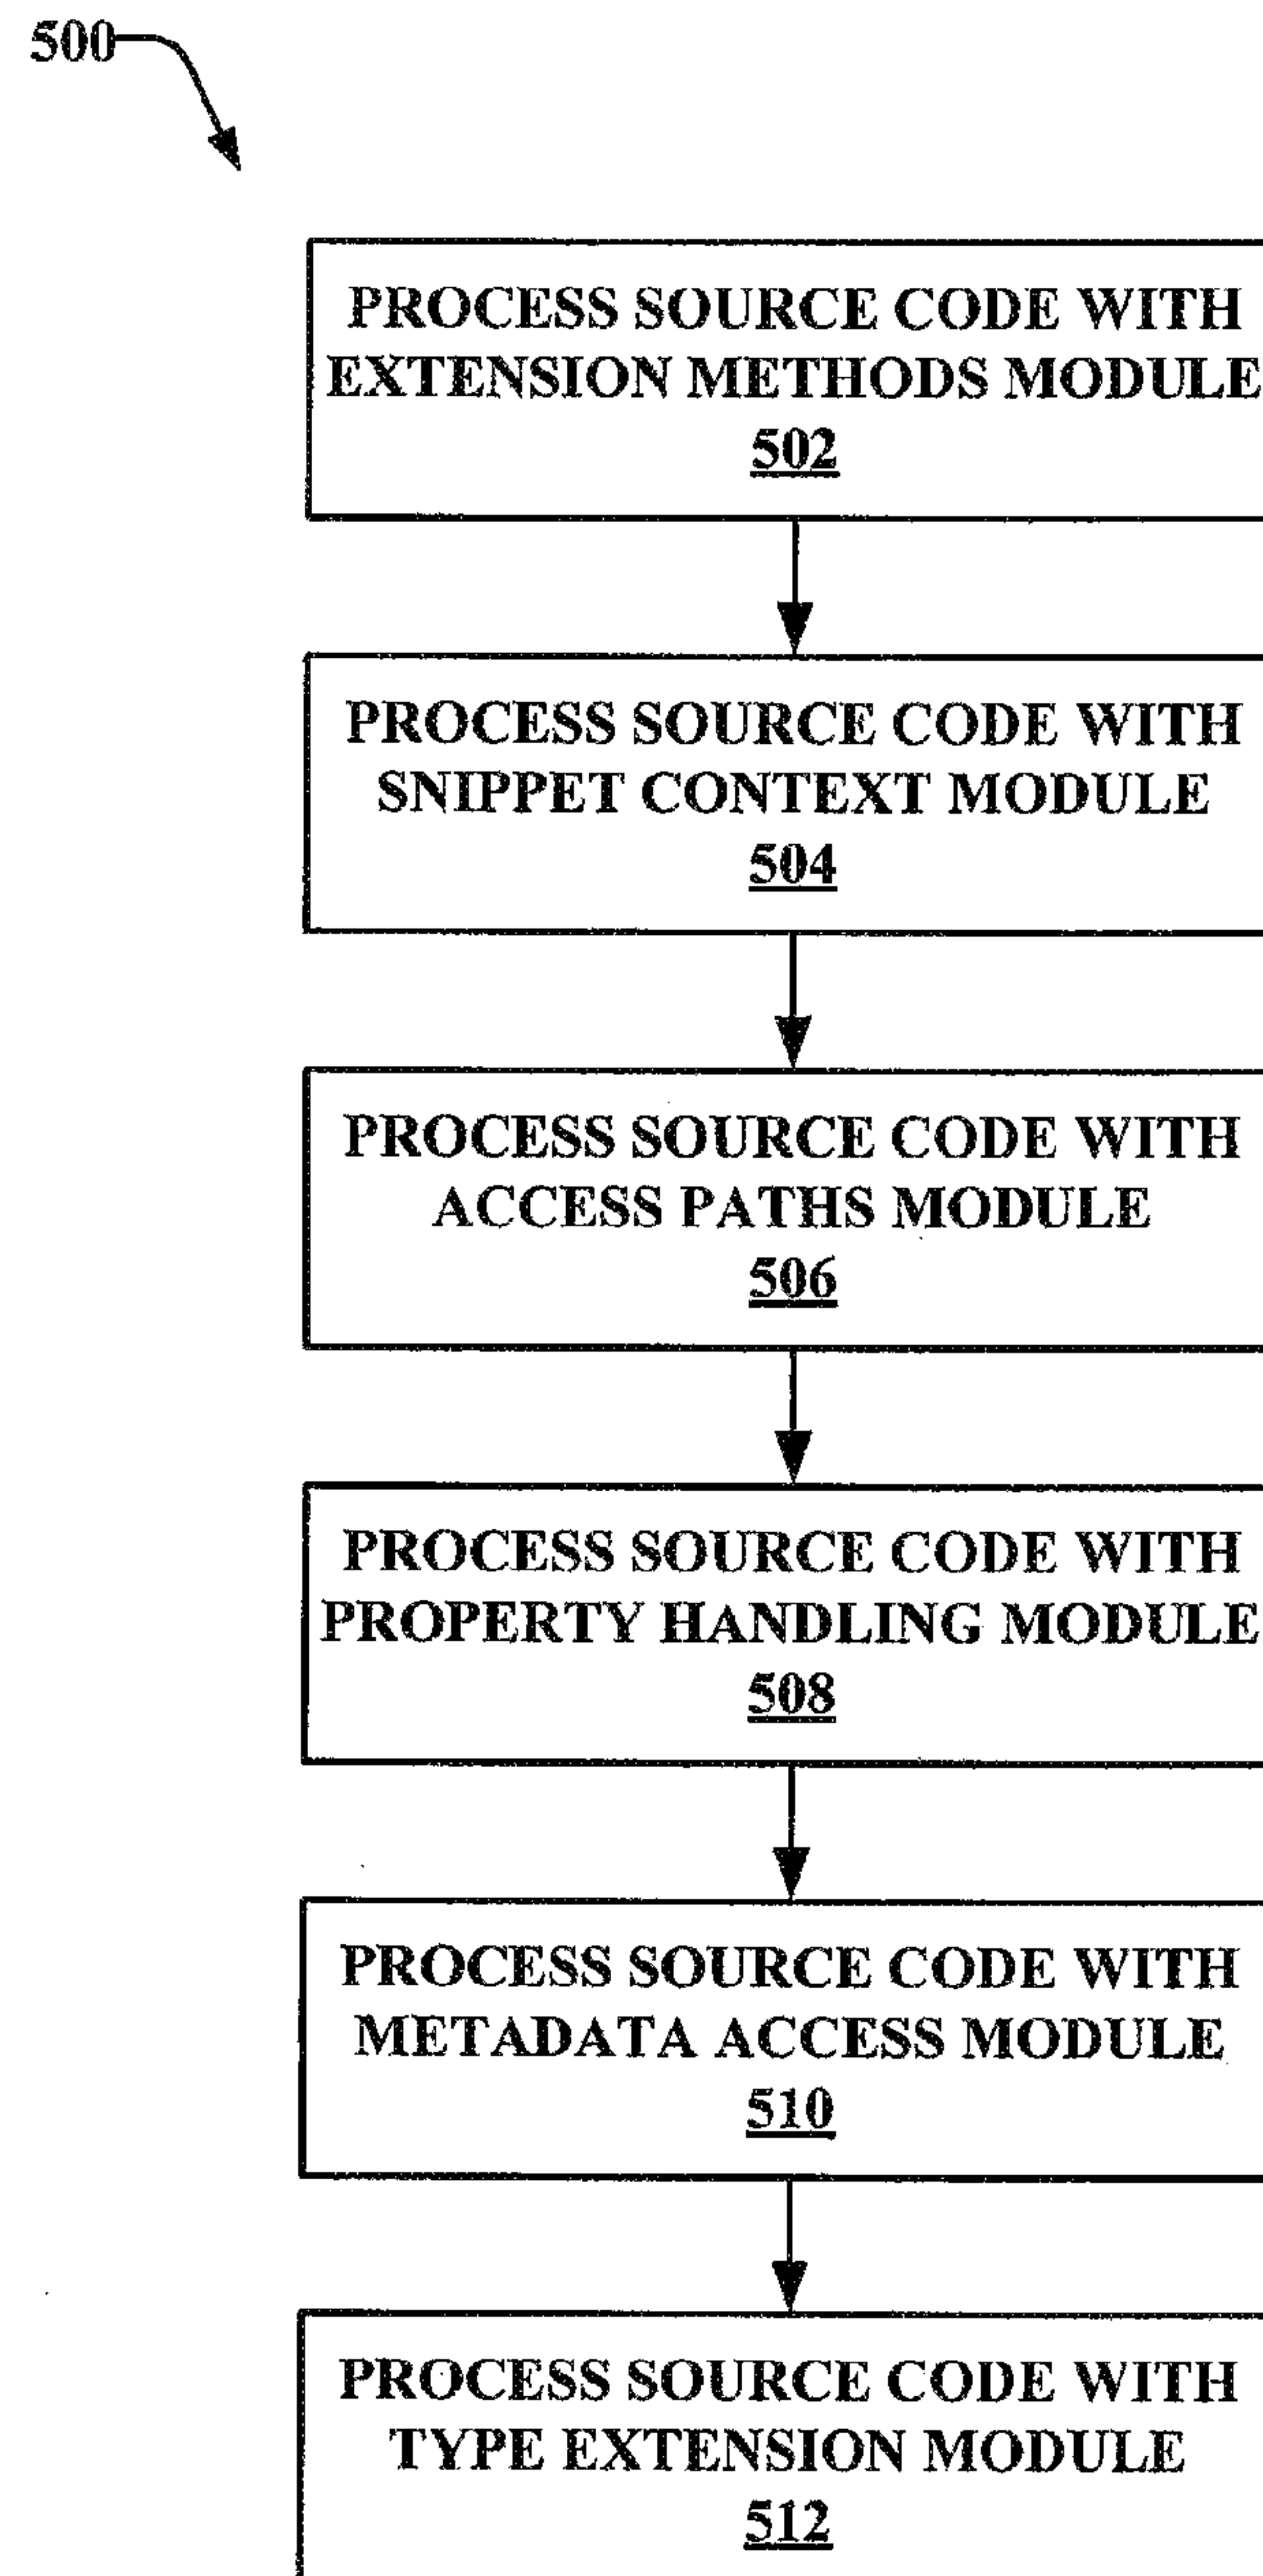 500
PROCESS SOURCE CODE WITH
EXTENSION METHODS MODULE
502
PROCESS SOURCE CODE WITH
SNIPPET CONTEXT MODULE
504
PROCESS SOURCE CODE WITH
ACCESS PATHS MODULE
506
PROCESS SOURCE CODE WITH
PROPERTY HANDLING MODULE
508
PROCESS SOURCE CODE WITH
METADATA ACCESS MODULE
510
PROCESS SOURCE CODE WITH
TYPE EXTENSION MODULE
512